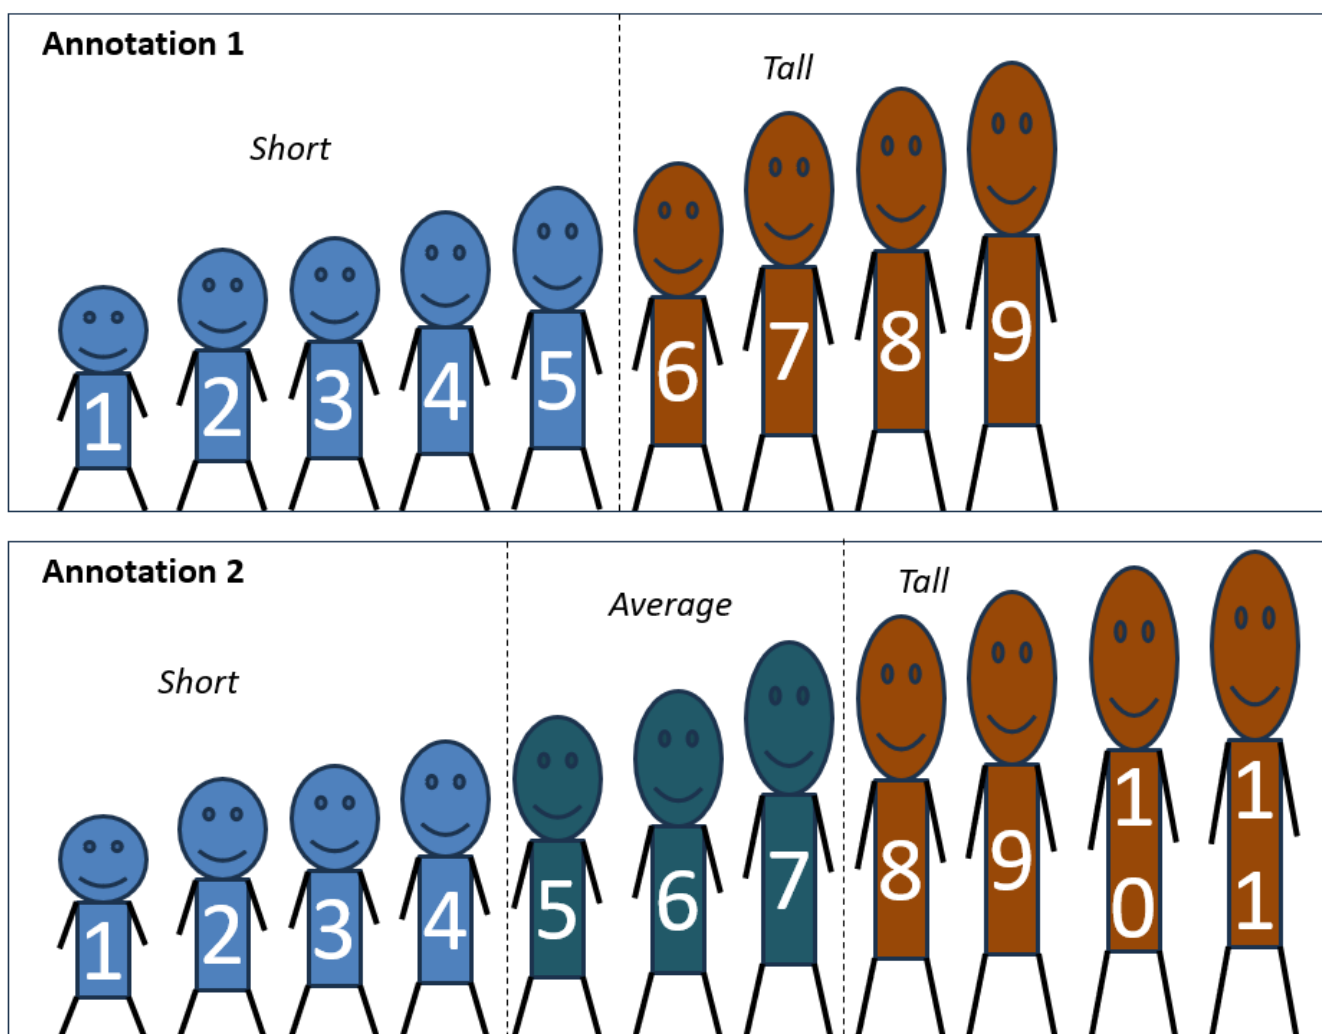 Annotation 1
Tall
Short
1 2 3 4 5 6 7 8 9
Annotation 2
Tall
Average
Short
1 2 3 4 5 6 7 8 9 10 11